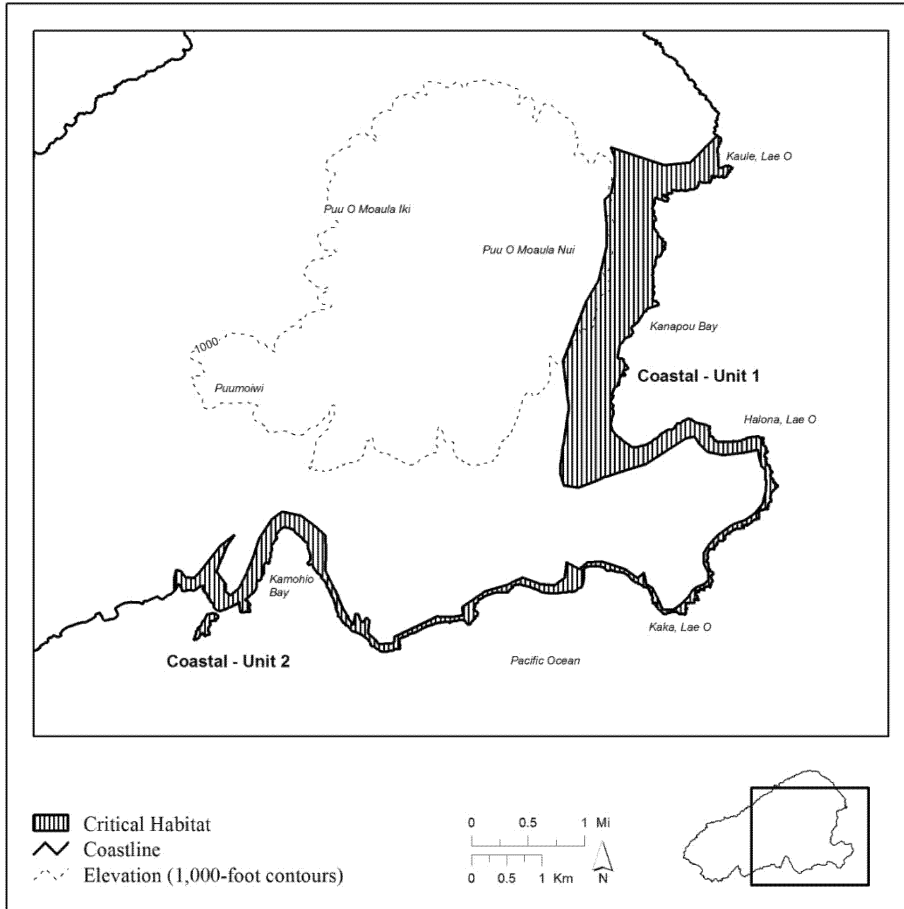 Kaule, Lae O
Puu O Moaula Iki
Puu O Moaula Nui
Kanapou Bay
1000
Coastal - Unit 1
Puumoiwi
Halona, Lae O
Kamohio
Bay
Kaka, Lae O
Coastal - Unit 2
Pacific Ocean
Critical Habitat
Coastline
Elevation (1,000-foot contours)
0 0.5 1 Mi
0 0.5 1 Km
N